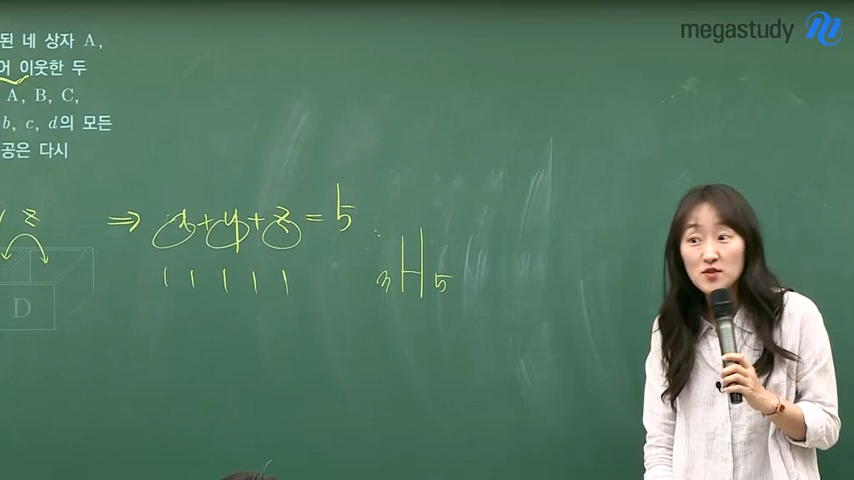 megastudy
된 네 상자 A,
어 이웃한 두
A, B, C,
b, c, d의 모든
공은 다시
z ⇒ x+y+z=5
| | | | |
₃H₅
D